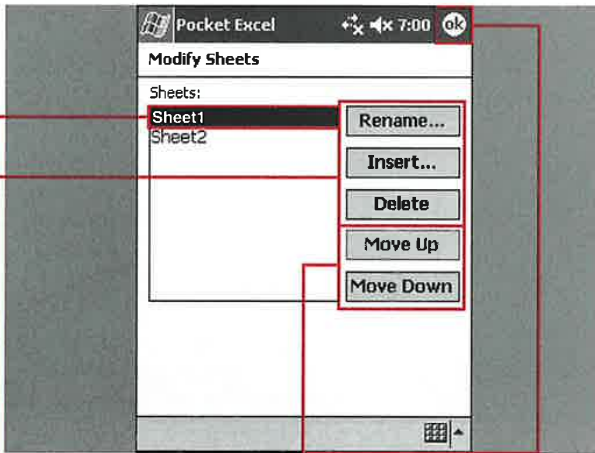 Pocket Excel 7:00 ok
Modify Sheets
Sheets:
Sheet1
Sheet2
Rename...
Insert...
Delete
Move Up
Move Down